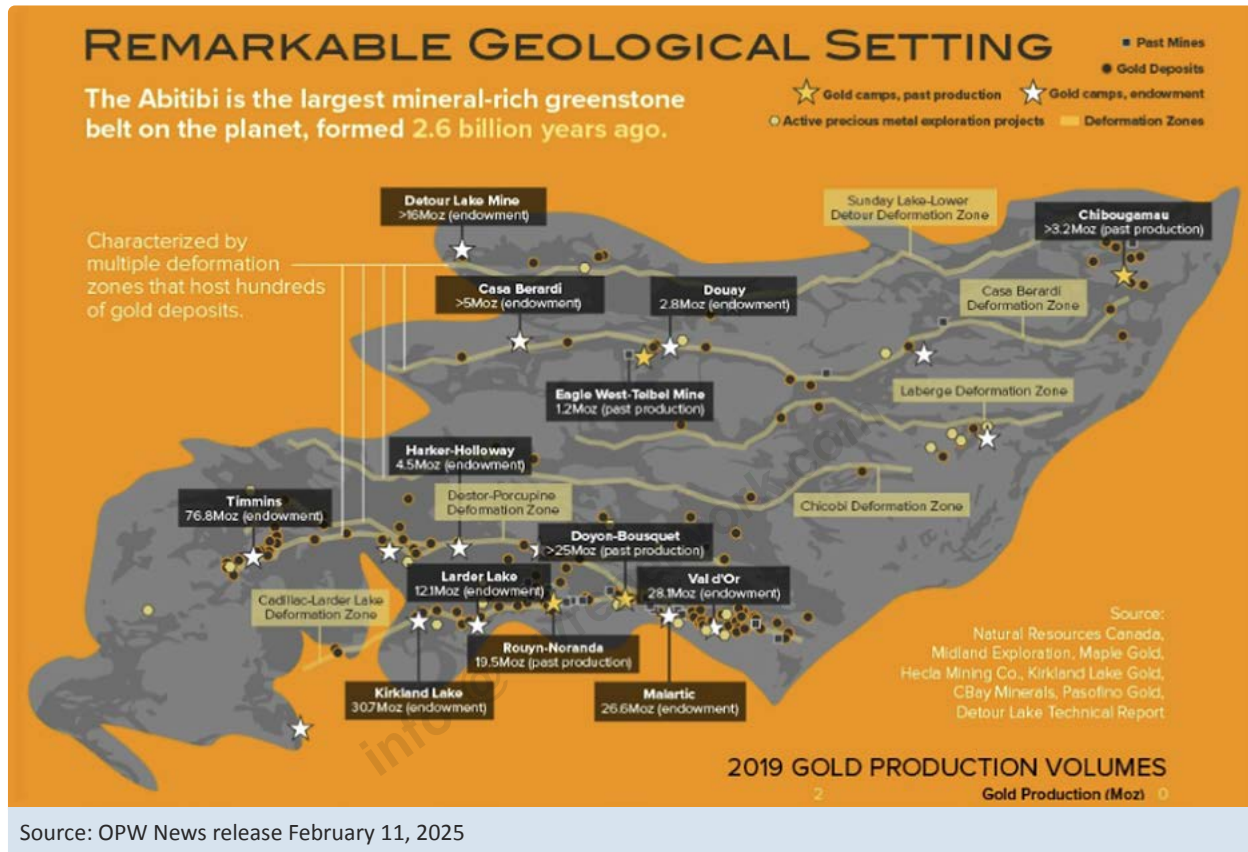 REMARKABLE GEOLOGICAL SETTING
The Abitibi is the largest mineral-rich greenstone
belt on the planet, formed 2.6 billion years ago.
Past Mines
Gold Deposits
Gold camps, past production
Gold camps, endowment
Active precious metal exploration projects
Deformation Zones
Characterized by
multiple deformation
zones that host hundreds
of gold deposits.
Detour Lake Mine
>16Moz (endowment)
Sunday Lake-Lower
Detour Deformation Zone
Chibougamau
>3.2Moz (past production)
Casa Berardi
>5Moz (endowment)
Douay
2.8Moz (endowment)
Casa Berardi
Deformation Zone
Eagle West-Telbel Mine
1.2Moz (past production)
Laberge Deformation Zone
Harker-Holloway
4.5Moz (endowment)
Timmins
76.8Moz (endowment)
Destor-Porcupine
Deformation Zone
Chicobi Deformation Zone
Doyon-Bousquet
>25Moz (past production)
Larder Lake
12.1Moz (endowment)
Val d'Or
28.1Moz (endowment)
Cadillac-Larder Lake
Deformation Zone
Rouyn-Noranda
19.5Moz (past production)
Kirkland Lake
30.7Moz (endowment)
Malartic
26.6Moz (endowment)
Source:
Natural Resources Canada,
Midland Exploration, Maple Gold,
Hecla Mining Co., Kirkland Lake Gold,
CBay Minerals, Pasofino Gold,
Detour Lake Technical Report
2019 GOLD PRODUCTION VOLUMES
2 Gold Production (Moz) 0
Source: OPW News release February 11, 2025